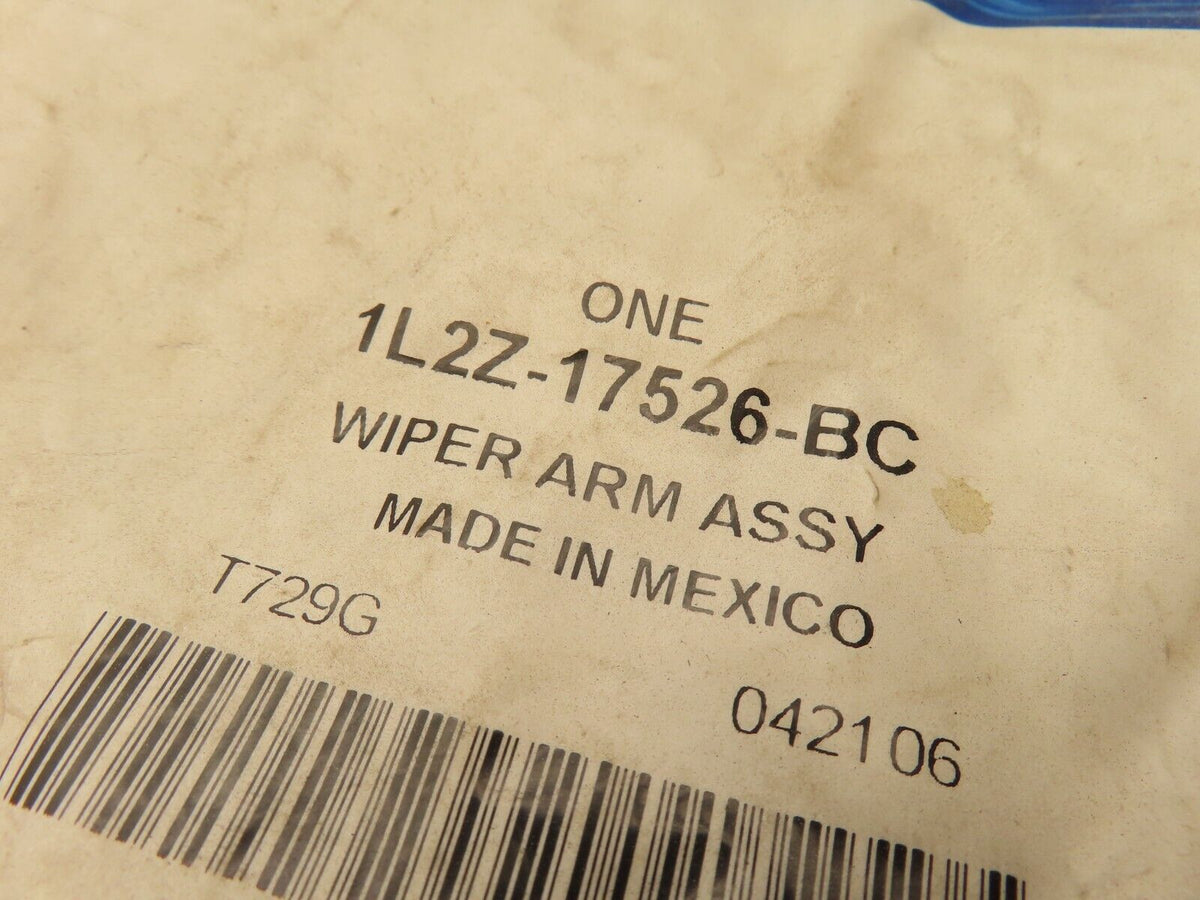 ONE
1L2Z-17526-BC
WIPER ARM ASSY
MADE IN MEXICO
T729G
042106